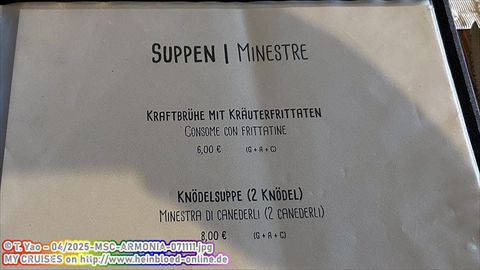 SUPPEN | MINESTRE
KRAFTBRÜHE MIT KRÄUTERFRITTATEN
CONSOME CON FRITTATINE
6,00 € (G + A + C)
KNÖDELSUPPE (2 KNÖDEL)
MINESTRA DI CANEDERLI (2 CANEDERLI)
8,00 € (G + A + C)
©T. Yao - 04/2025-MSC-ARMONIA-071111.jpg
MY CRUISES on http://www.heinbloed-online.de